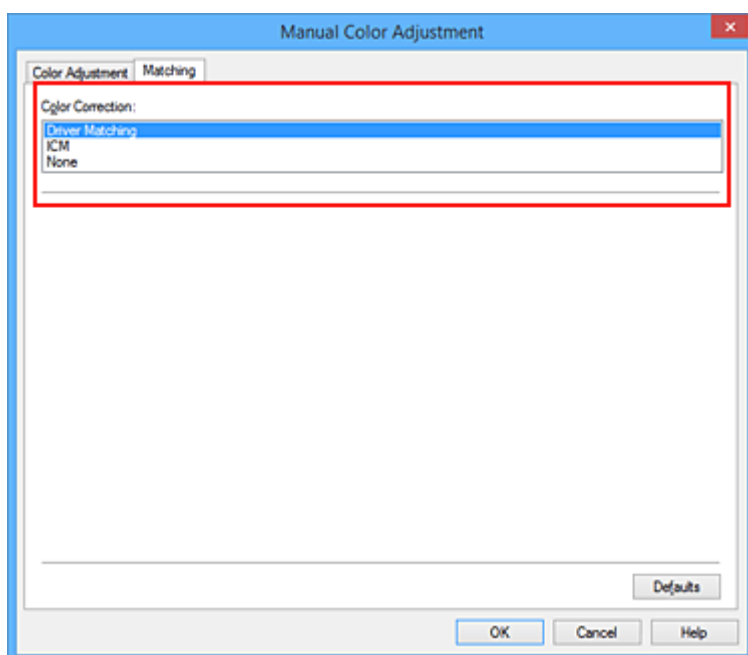 Manual Color Adjustment
Color Adjustment Matching
Color Correction:
Driver Matching
ICM
None
Defaults
OK Cancel Help